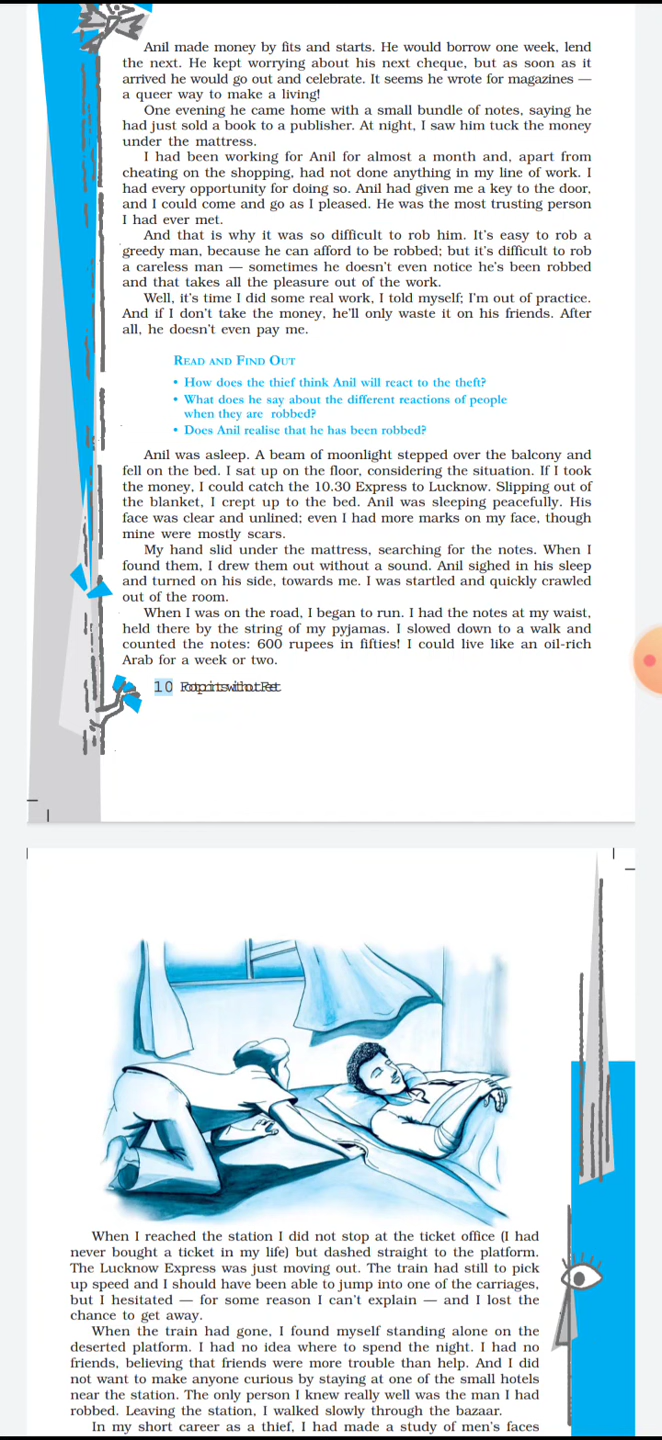 Anil made money by fits and starts. He would borrow one week, lend
the next. He kept worrying about his next cheque, but as soon as it
arrived he would go out and celebrate. It seems he wrote for magazines —
a queer way to make a living!
One evening he came home with a small bundle of notes, saying he
had just sold a book to a publisher. At night, I saw him tuck the money
under the mattress.
I had been working for Anil for almost a month and, apart from
cheating on the shopping, had not done anything in my line of work. I
had every opportunity for doing so. Anil had given me a key to the door,
and I could come and go as I pleased. He was the most trusting person
I had ever met.
And that is why it was so difficult to rob him. It's easy to rob a
greedy man, because he can afford to be robbed; but it's difficult to rob
a careless man — sometimes he doesn't even notice he's been robbed
and that takes all the pleasure out of the work.
Well, it's time I did some real work, I told myself; I'm out of practice.
And if I don't take the money, he'll only waste it on his friends. After
all, he doesn't even pay me.
READ AND FIND OUT
• How does the thief think Anil will react to the theft?
• What does he say about the different reactions of people
when they are robbed?
• Does Anil realise that he has been robbed?
Anil was asleep. A beam of moonlight stepped over the balcony and
fell on the bed. I sat up on the floor, considering the situation. If I took
the money, I could catch the 10.30 Express to Lucknow. Slipping out of
the blanket, I crept up to the bed. Anil was sleeping peacefully. His
face was clear and unlined; even I had more marks on my face, though
mine were mostly scars.
My hand slid under the mattress, searching for the notes. When I
found them, I drew them out without a sound. Anil sighed in his sleep
and turned on his side, towards me. I was startled and quickly crawled
out of the room.
When I was on the road, I began to run. I had the notes at my waist,
held there by the string of my pyjamas. I slowed down to a walk and
counted the notes: 600 rupees in fifties! I could live like an oil-rich
Arab for a week or two.
10 Footprints without Feet
When I reached the station I did not stop at the ticket office (I had
never bought a ticket in my life) but dashed straight to the platform.
The Lucknow Express was just moving out. The train had still to pick
up speed and I should have been able to jump into one of the carriages,
but I hesitated — for some reason I can't explain — and I lost the
chance to get away.
When the train had gone, I found myself standing alone on the
deserted platform. I had no idea where to spend the night. I had no
friends, believing that friends were more trouble than help. And I did
not want to make anyone curious by staying at one of the small hotels
near the station. The only person I knew really well was the man I had
robbed. Leaving the station, I walked slowly through the bazaar.
In my short career as a thief, I had made a study of men's faces